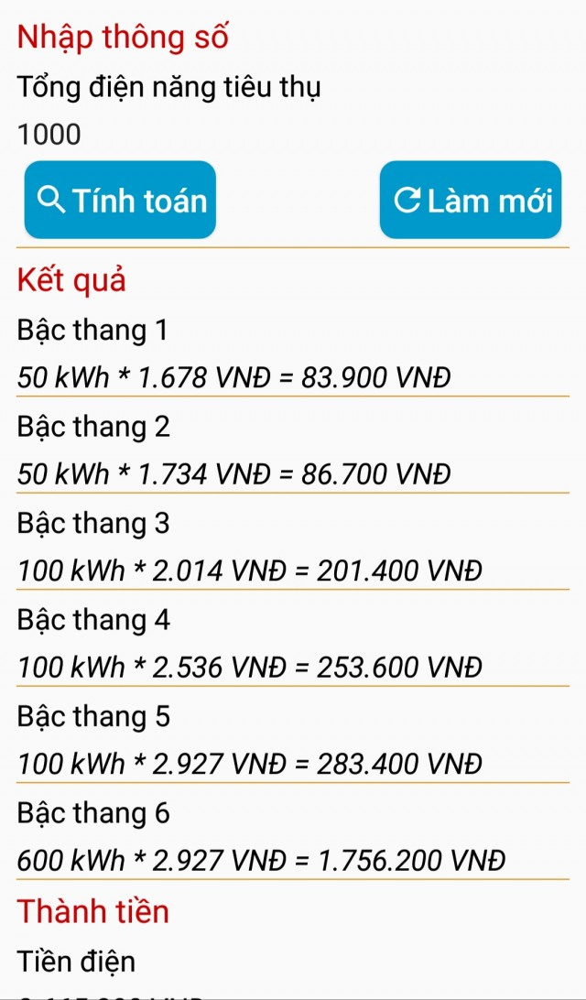 Nhập thông số
Tổng điện năng tiêu thụ
1000
Tính toán
Làm mới
Kết quả
Bậc thang 1
50 kWh * 1.678 VNĐ = 83.900 VNĐ
Bậc thang 2
50 kWh * 1.734 VNĐ = 86.700 VNĐ
Bậc thang 3
100 kWh * 2.014 VNĐ = 201.400 VNĐ
Bậc thang 4
100 kWh * 2.536 VNĐ = 253.600 VNĐ
Bậc thang 5
100 kWh * 2.927 VNĐ = 283.400 VNĐ
Bậc thang 6
600 kWh * 2.927 VNĐ = 1.756.200 VNĐ
Thành tiền
Tiền điện